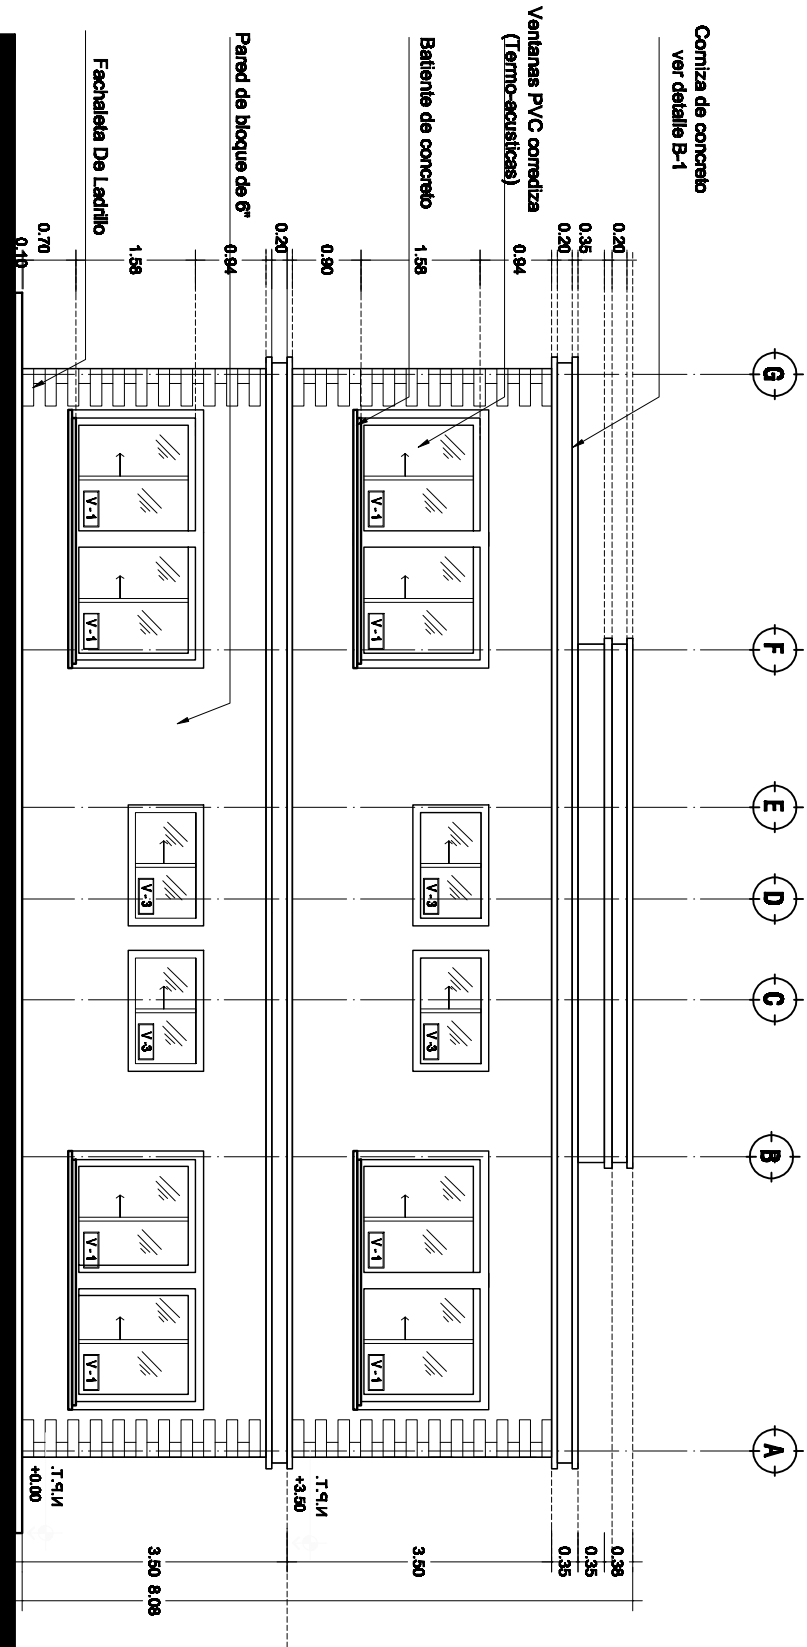 G
F
E
D
C
B
A
Corniza de concreto
ver detalle B-1
Ventanas PVC corrediza
(Termo-acusticas)
Batiente de concreto
Pared de bloque de 6"
Fachaleta De Ladrillo
0.20
0.35
0.20
0.94
1.58
0.90
0.20
0.94
1.58
0.70
0.10
V-1
V-1
V-3
V-3
V-1
V-1
V-1
V-1
V-3
V-3
V-1
V-1
N.P.T.
+3.50
N.P.T.
+0.00
0.38
0.35
0.35
3.50
3.50
8.08